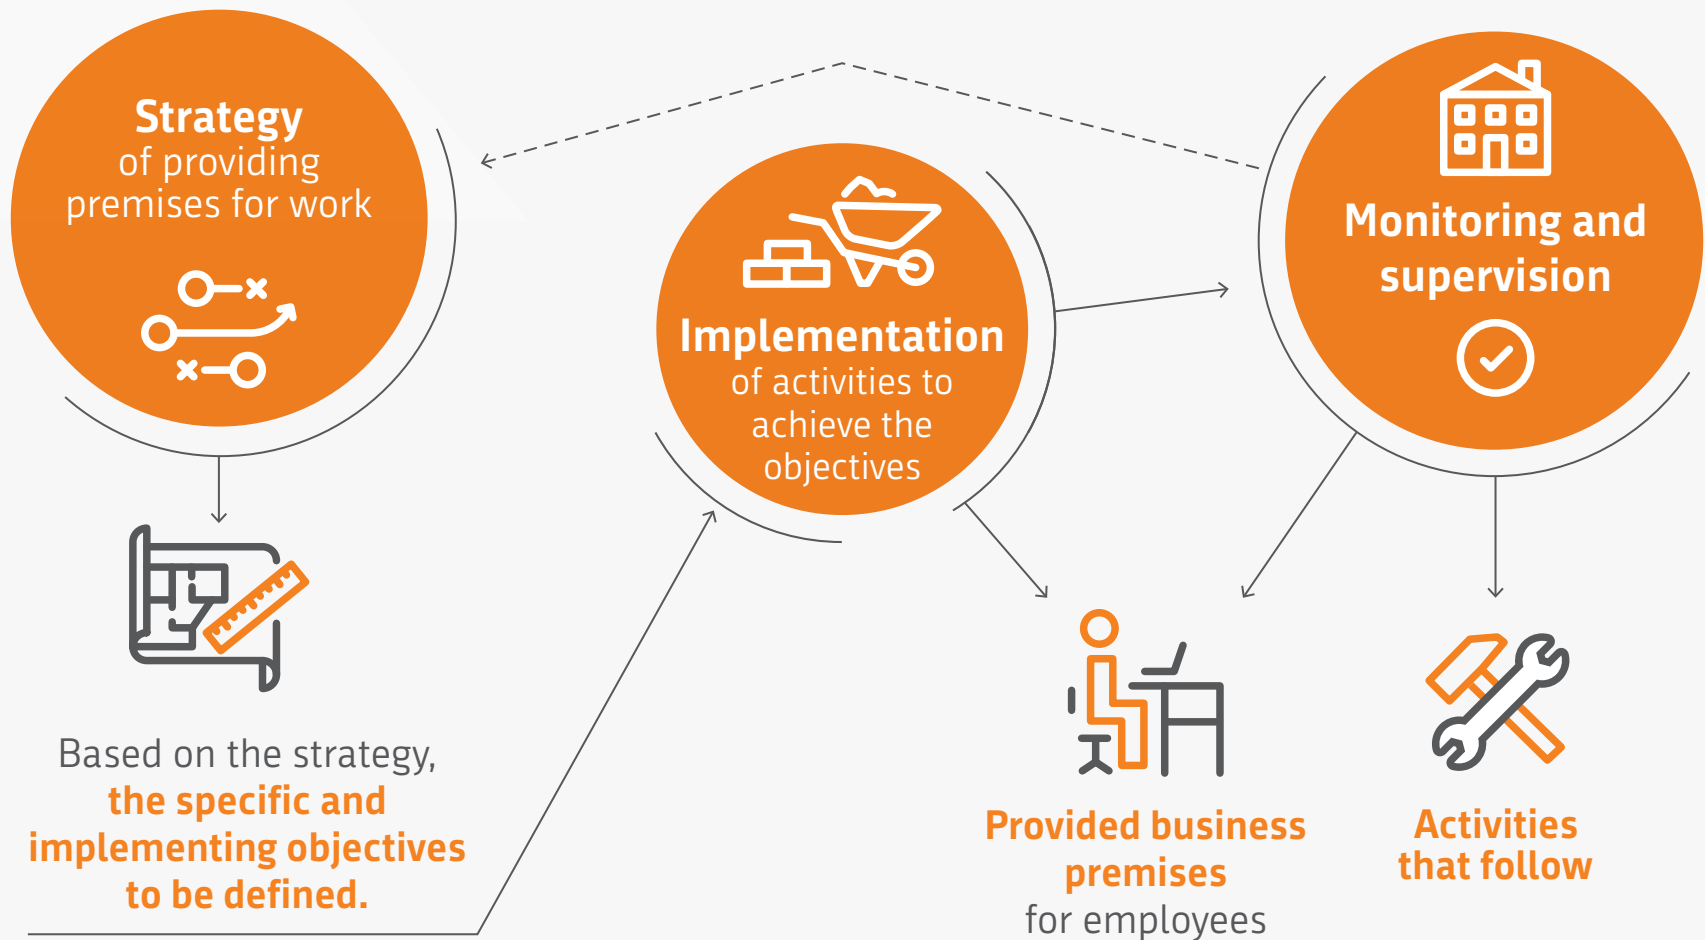 Strategy
of providing
premises for work
Based on the strategy,
the specific and
implementing objectives
to be defined.
Implementation
of activities to
achieve the
objectives
Monitoring and
supervision
Provided business
premises
for employees
Activities
that follow